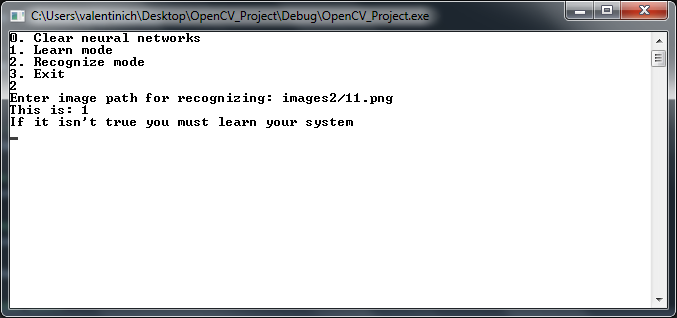 C:\Users\valentinich\Desktop\OpenCV_Project\Debug\OpenCV_Project.exe
0. Clear neural networks
1. Learn mode
2. Recognize mode
3. Exit
2
Enter image path for recognizing: images2/11.png
This is: 1
If it isn't true you must learn your system